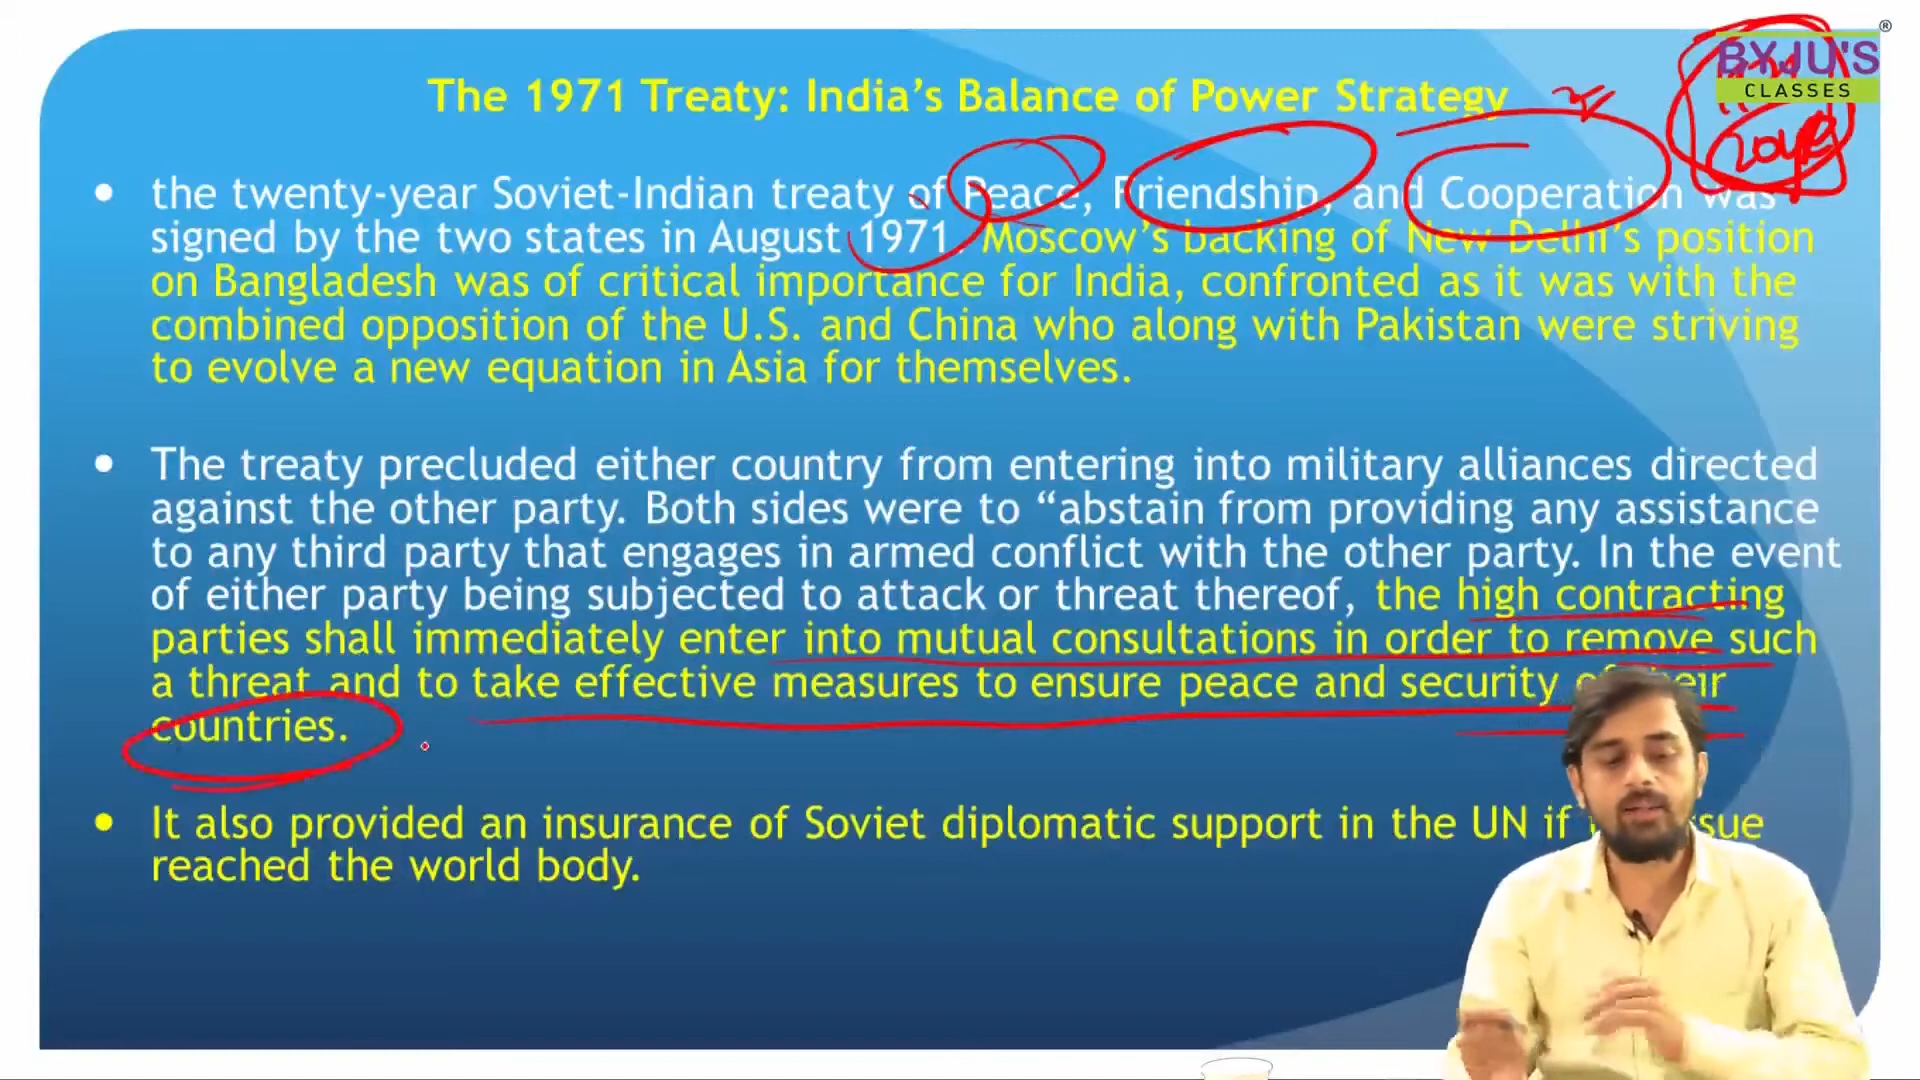 BYJU'S
®
CLASSES
The 1971 Treaty: India’s Balance of Power Strategy
• the twenty-year Soviet-Indian treaty of Peace, Friendship, and Cooperation was
signed by the two states in August 1971. Moscow’s backing of New Delhi’s position
on Bangladesh was of critical importance for India, confronted as it was with the
combined opposition of the U.S. and China who along with Pakistan were striving
to evolve a new equation in Asia for themselves.
• The treaty precluded either country from entering into military alliances directed
against the other party. Both sides were to “abstain from providing any assistance
to any third party that engages in armed conflict with the other party. In the event
of either party being subjected to attack or threat thereof, the high contracting
parties shall immediately enter into mutual consultations in order to remove such
a threat and to take effective measures to ensure peace and security of their
countries.
• It also provided an insurance of Soviet diplomatic support in the UN if
reached the world body.